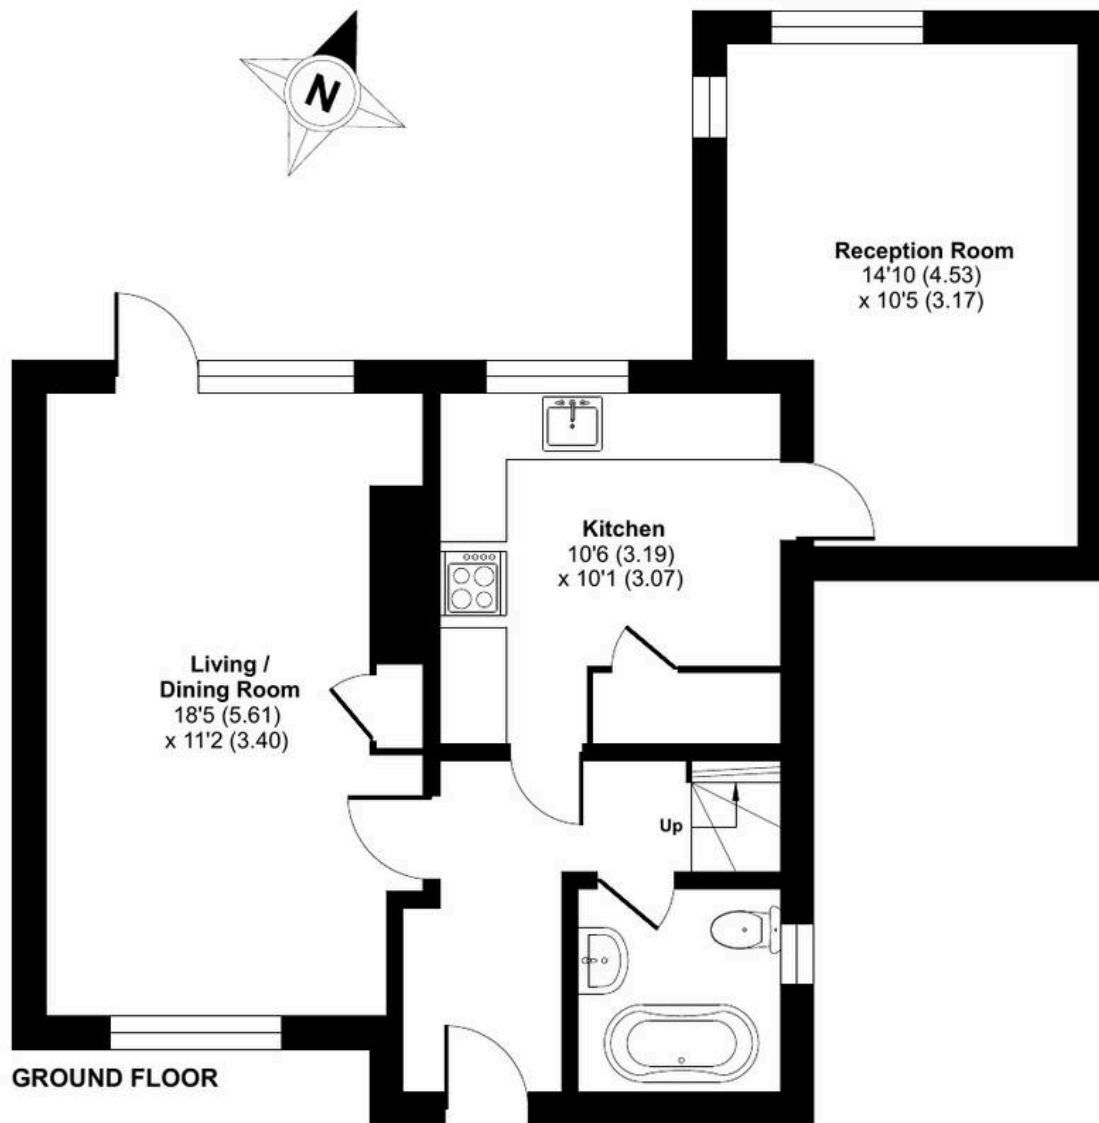 N
Reception Room
14'10 (4.53)
x 10'5 (3.17)
Kitchen
10'6 (3.19)
x 10'1 (3.07)
Living /
Dining Room
18'5 (5.61)
x 11'2 (3.40)
Up
GROUND FLOOR